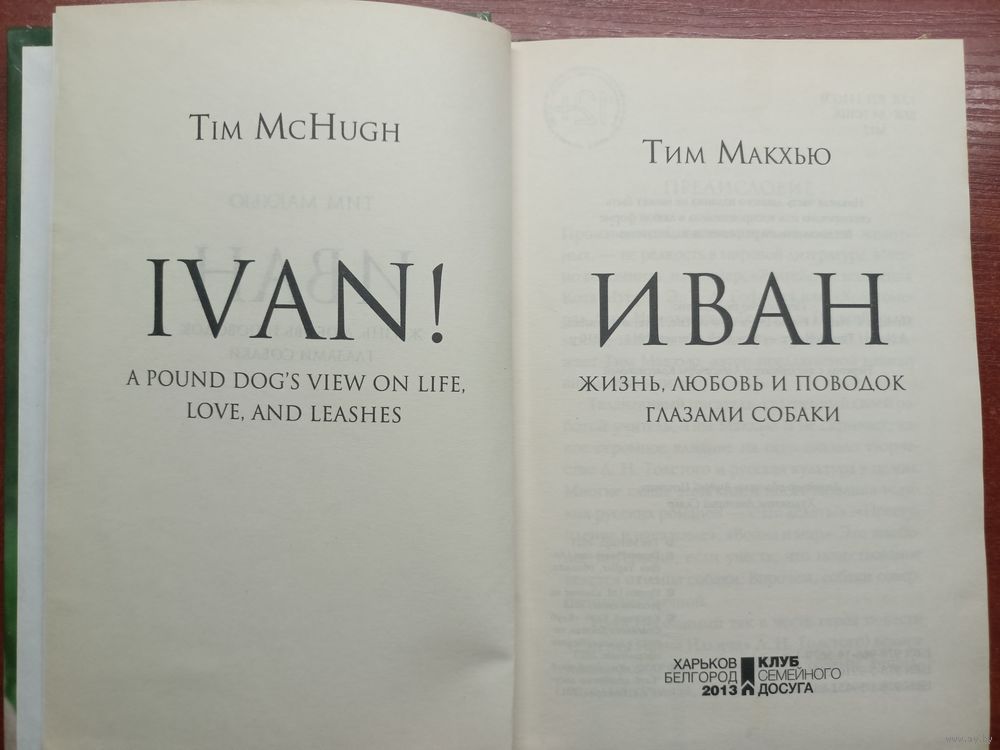 TIM MCHUGH
IVAN!
A POUND DOG'S VIEW ON LIFE,
LOVE, AND LEASHES
ТИМ МАКХЬЮ
ИВАН
ЖИЗНЬ, ЛЮБОВЬ И ПОВОДОК
ГЛАЗАМИ СОБАКИ
ХАРЬКОВ КЛУБ
БЕЛГОРОД СЕМЕЙНОГО
2013 ДОСУГА